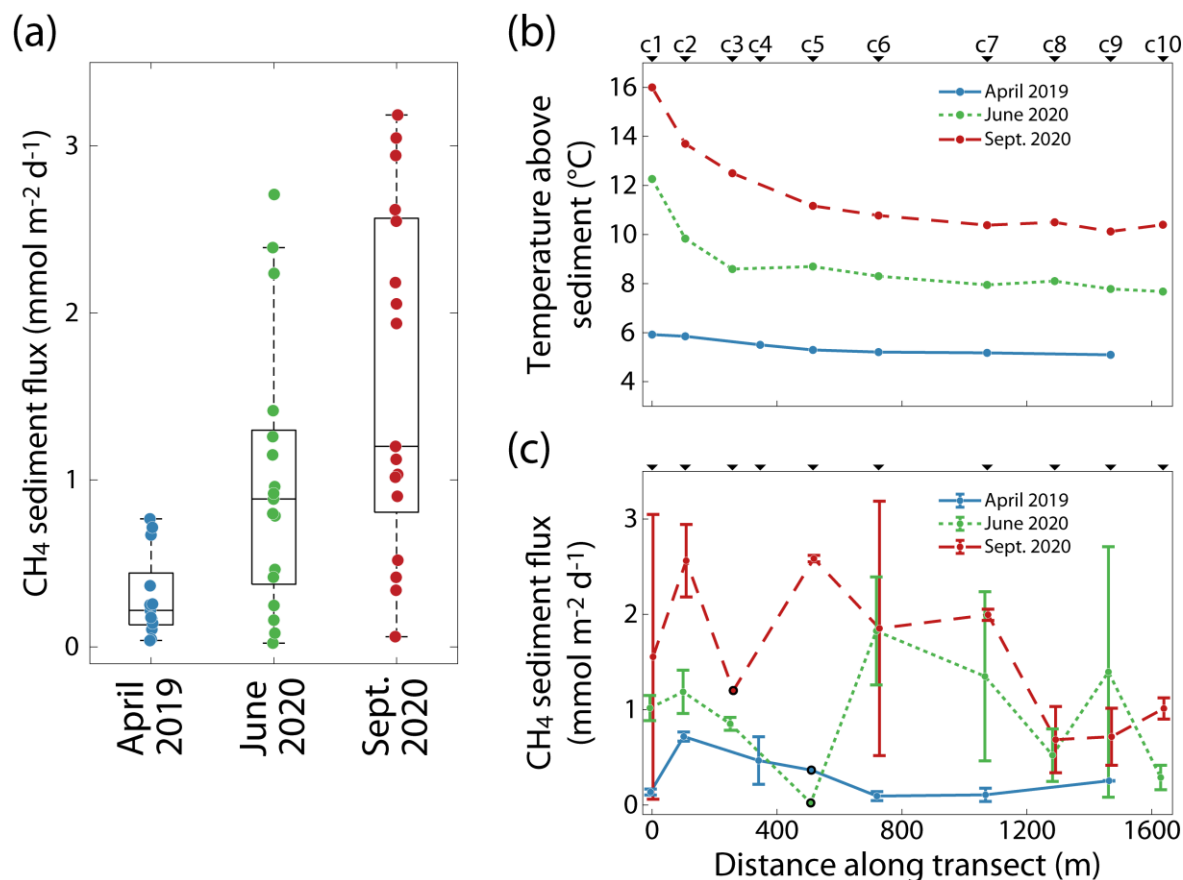 (a)
CH₄ sediment flux (mmol m⁻² d⁻¹)
3
2
1
0
April
2019
June
2020
Sept.
2020
(b)
c1 c2 c3 c4 c5 c6 c7 c8 c9 c10
Temperature above
sediment (°C)
16
14
12
10
8
6
4
April 2019
June 2020
Sept. 2020
(c)
CH₄ sediment flux
(mmol m⁻² d⁻¹)
3
2
1
0
April 2019
June 2020
Sept. 2020
0 400 800 1200 1600
Distance along transect (m)